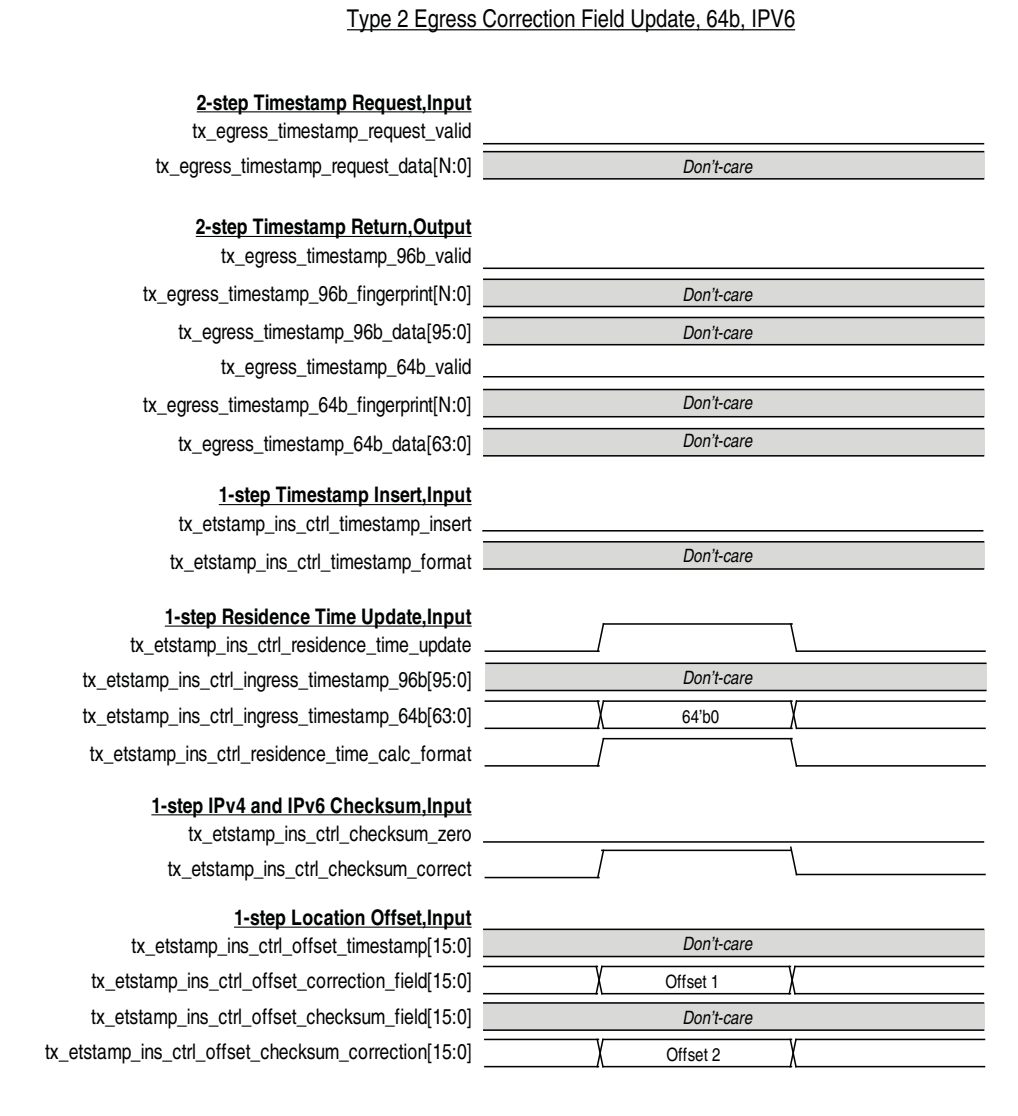 Type 2 Egress Correction Field Update, 64b, IPV6
2-step Timestamp Request,Input
tx_egress_timestamp_request_valid
tx_egress_timestamp_request_data[N:0] Don't-care
2-step Timestamp Return,Output
tx_egress_timestamp_96b_valid
tx_egress_timestamp_96b_fingerprint[N:0] Don't-care
tx_egress_timestamp_96b_data[95:0] Don't-care
tx_egress_timestamp_64b_valid
tx_egress_timestamp_64b_fingerprint[N:0] Don't-care
tx_egress_timestamp_64b_data[63:0] Don't-care
1-step Timestamp Insert,Input
tx_etstamp_ins_ctrl_timestamp_insert
tx_etstamp_ins_ctrl_timestamp_format Don't-care
1-step Residence Time Update,Input
tx_etstamp_ins_ctrl_residence_time_update
tx_etstamp_ins_ctrl_ingress_timestamp_96b[95:0] Don't-care
tx_etstamp_ins_ctrl_ingress_timestamp_64b[63:0] 64'b0
tx_etstamp_ins_ctrl_residence_time_calc_format
1-step IPv4 and IPv6 Checksum,Input
tx_etstamp_ins_ctrl_checksum_zero
tx_etstamp_ins_ctrl_checksum_correct
1-step Location Offset,Input
tx_etstamp_ins_ctrl_offset_timestamp[15:0] Don't-care
tx_etstamp_ins_ctrl_offset_correction_field[15:0] Offset 1
tx_etstamp_ins_ctrl_offset_checksum_field[15:0] Don't-care
tx_etstamp_ins_ctrl_offset_checksum_correction[15:0] Offset 2